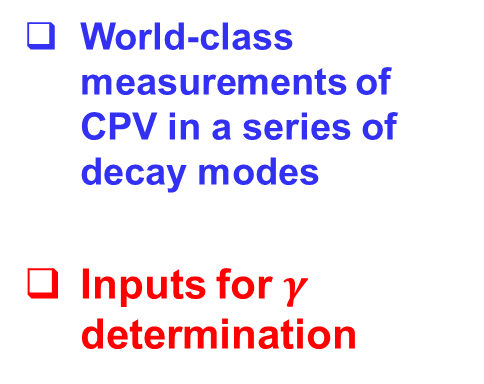 ❑ World-class
measurements of
CPV in a series of
decay modes
❑ Inputs for γ
determination